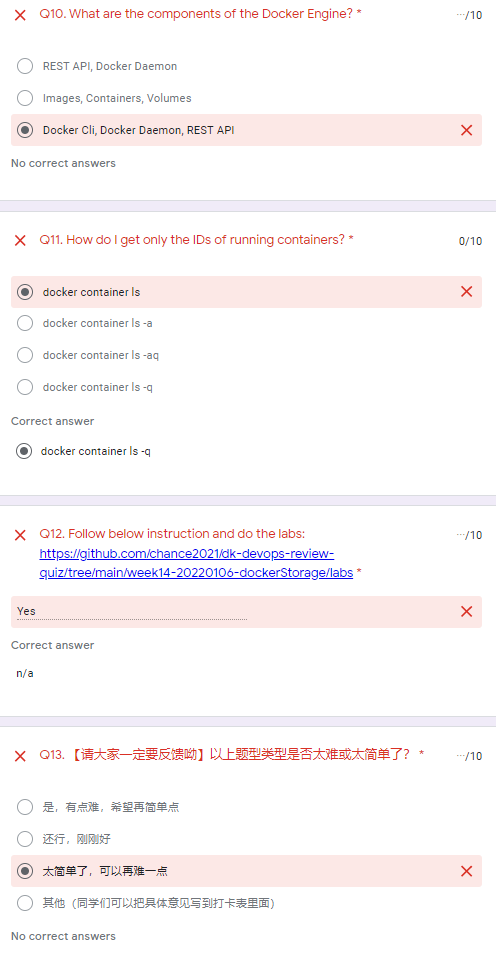 Q10. What are the components of the Docker Engine? *
···/10
REST API, Docker Daemon
Images, Containers, Volumes
Docker Cli, Docker Daemon, REST API
No correct answers
Q11. How do I get only the IDs of running containers? *
0/10
docker container ls
docker container ls -a
docker container ls -aq
docker container ls -q
Correct answer
docker container ls -q
Q12. Follow below instruction and do the labs:
···/10
https://github.com/chance2021/dk-devops-review-
quiz/tree/main/week14-20220106-dockerStorage/labs *
Yes
Correct answer
n/a
Q13. 【请大家一定要反馈呦】以上题型类型是否太难或太简单了？ *
···/10
是，有点难，希望再简单点
还行，刚刚好
太简单了，可以再难一点
其他（同学们可以把具体意见写到打卡表里面）
No correct answers